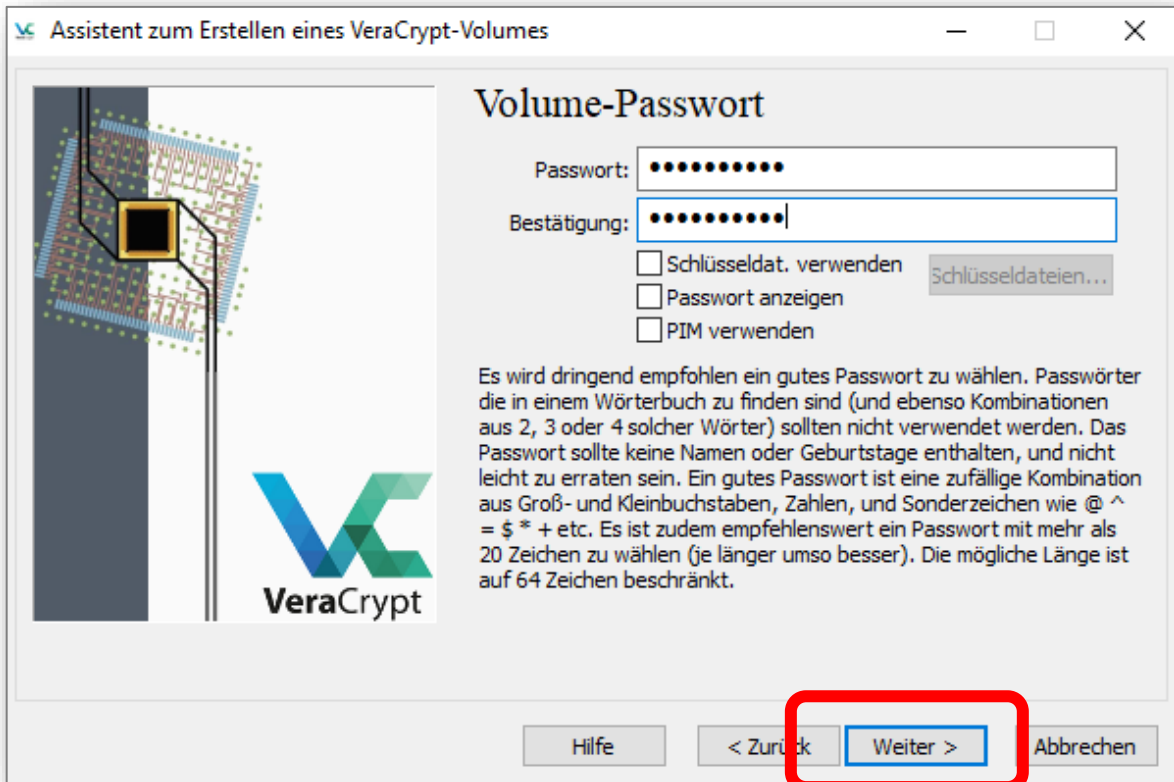 Assistent zum Erstellen eines VeraCrypt-Volumes
Volume-Passwort
Passwort: ••••••••••
Bestätigung: ••••••••••
Schlüsseldat. verwenden
Schlüsseldateien...
Passwort anzeigen
PIM verwenden
Es wird dringend empfohlen ein gutes Passwort zu wählen. Passwörter
die in einem Wörterbuch zu finden sind (und ebenso Kombinationen
aus 2, 3 oder 4 solcher Wörter) sollten nicht verwendet werden. Das
Passwort sollte keine Namen oder Geburtstage enthalten, und nicht
leicht zu erraten sein. Ein gutes Passwort ist eine zufällige Kombination
aus Groß- und Kleinbuchstaben, Zahlen, und Sonderzeichen wie @ ^
= $ * + etc. Es ist zudem empfehlenswert ein Passwort mit mehr als
20 Zeichen zu wählen (je länger umso besser). Die mögliche Länge ist
auf 64 Zeichen beschränkt.
VeraCrypt
Hilfe
< Zurück
Weiter >
Abbrechen